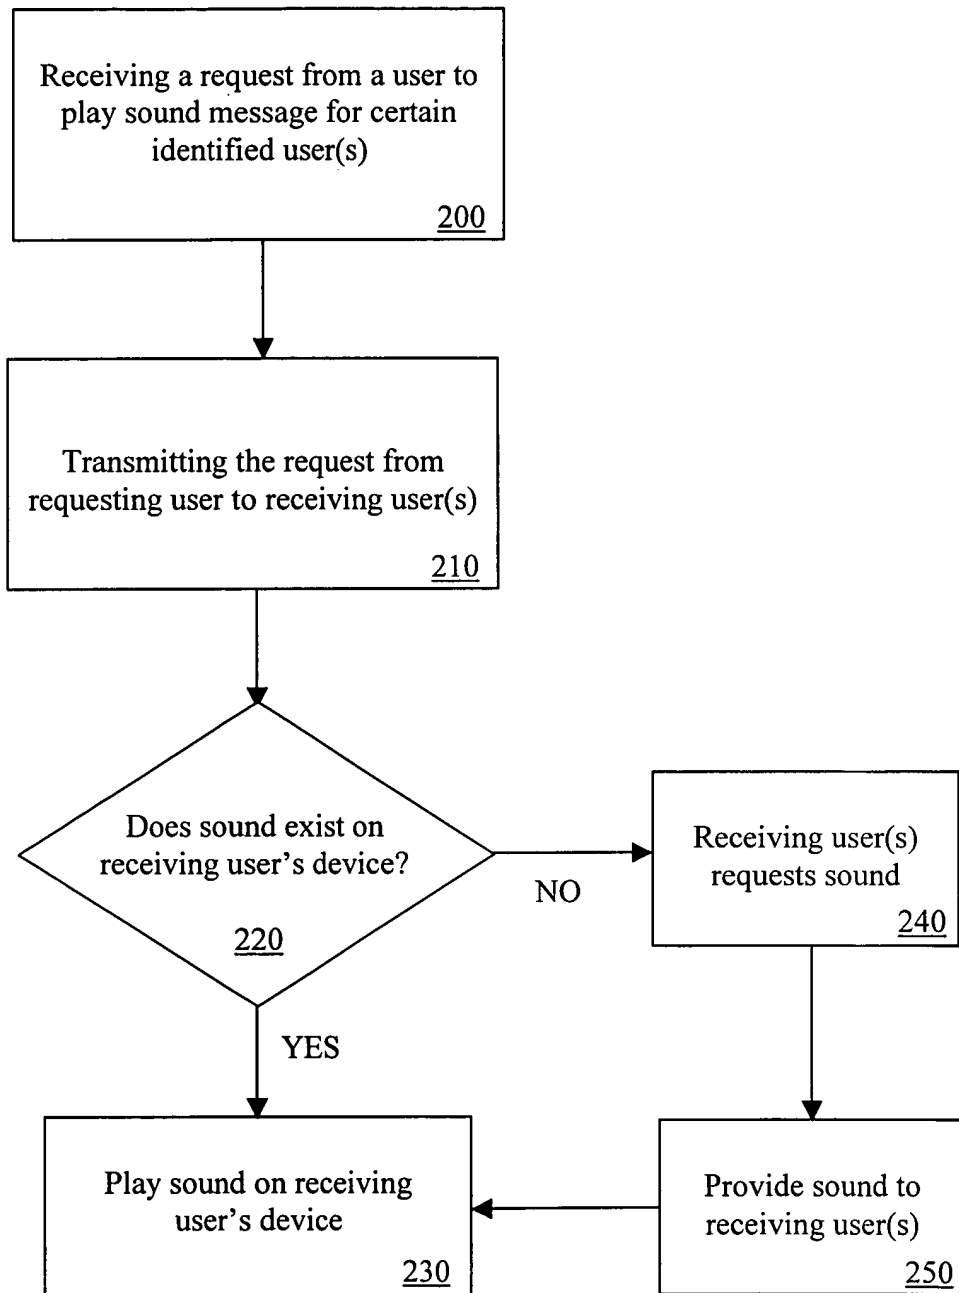 Receiving a request from a user to
play sound message for certain
identified user(s)
200
Transmitting the request from
requesting user to receiving user(s)
210
Does sound exist on
receiving user's device?
220
NO
Receiving user(s)
requests sound
240
YES
Play sound on receiving
user's device
230
Provide sound to
receiving user(s)
250